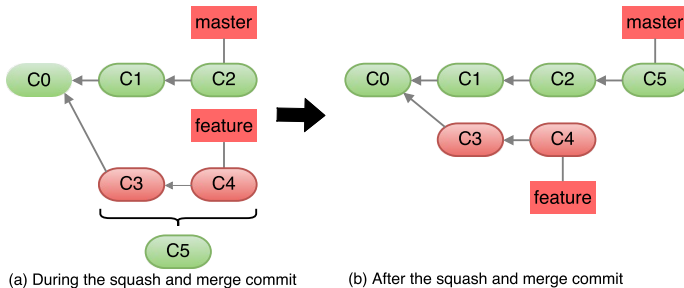 master
C0
C1
C2
feature
C3
C4
C5
(a) During the squash and merge commit
master
C0
C1
C2
C5
C3
C4
feature
(b) After the squash and merge commit